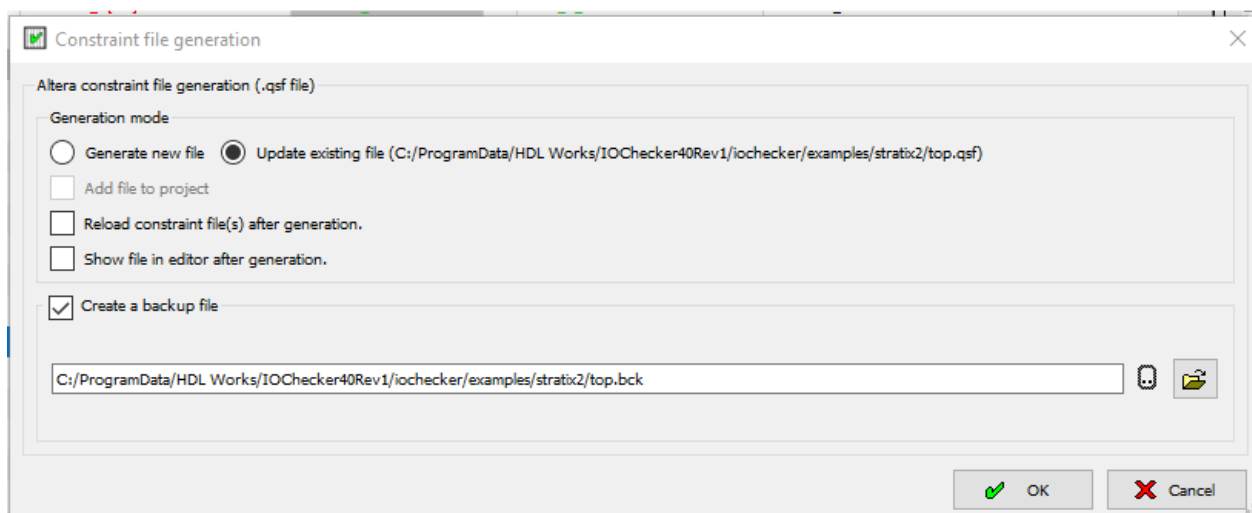 Constraint file generation
Altera constraint file generation (.qsf file)
Generation mode
Generate new file Update existing file (C:/ProgramData/HDL Works/IOChecker40Rev1/iochecker/examples/stratix2/top.qsf)
Add file to project
Reload constraint file(s) after generation.
Show file in editor after generation.
Create a backup file
C:/ProgramData/HDL Works/IOChecker40Rev1/iochecker/examples/stratix2/top.bck
OK Cancel